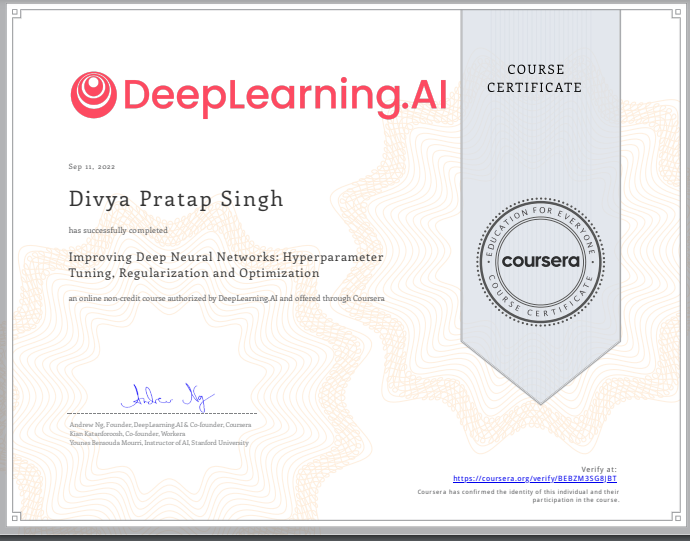 COURSE
CERTIFICATE
DeepLearning.AI
Sep 11, 2022
Divya Pratap Singh
has successfully completed
Improving Deep Neural Networks: Hyperparameter
Tuning, Regularization and Optimization
an online non-credit course authorized by DeepLearning.AI and offered through Coursera
EDUCATION FOR EVERYONE
coursera
COURSE CERTIFICATE
Andrew Ng
Andrew Ng, Founder, DeepLearning.AI & Co-founder, Coursera
Kian Katanforoosh, Co-founder, Workera
Younes Bensouda Mourri, Instructor of AI, Stanford University
Verify at:
https://coursera.org/verify/BEBZM35G8JBT
Coursera has confirmed the identity of this individual and their
participation in the course.